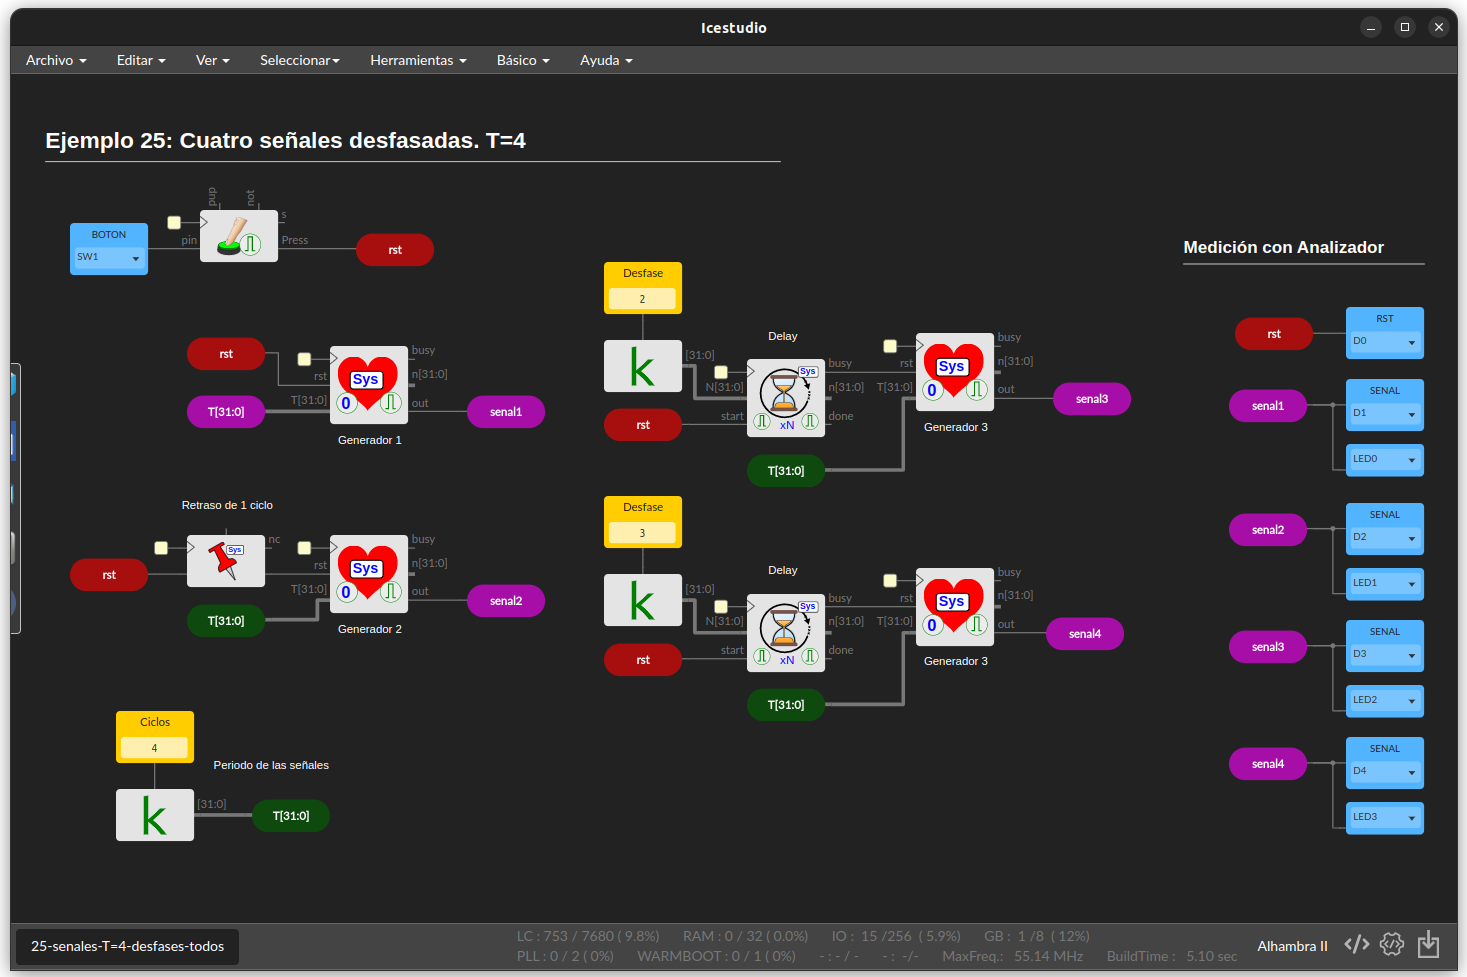 Icestudio
Archivo Editar Ver Seleccionar Herramientas Básico Ayuda
Ejemplo 25: Cuatro señales desfasadas. T=4
BOTON
SW1
pup not
s
pin Press
rst
rst
busy
rst n[31:0]
Sys
T[31:0] T[31:0] 0 out senal1
Generador 1
Retraso de 1 ciclo
nc
Sys
rst
busy
rst n[31:0]
Sys
T[31:0] 0 out senal2
T[31:0]
Generador 2
Ciclos
4
Periodo de las señales
k [31:0] T[31:0]
Desfase
2
Delay
k [31:0]
busy
Sys
N[31:0] n[31:0]
start xN done
rst
T[31:0]
busy
rst n[31:0]
Sys
T[31:0] 0 out senal3
Generador 3
Desfase
3
Delay
k [31:0]
busy
Sys
N[31:0] n[31:0]
start xN done
rst
T[31:0]
busy
rst n[31:0]
Sys
T[31:0] 0 out senal4
Generador 3
Medición con Analizador
rst
RST
D0
senal1
SENAL
D1
LED0
senal2
SENAL
D2
LED1
senal3
SENAL
D3
LED2
senal4
SENAL
D4
LED3
25-senales-T=4-desfases-todos
LC : 753 / 7680 ( 9.8%) RAM : 0 / 32 ( 0.0%) IO : 15 /256 ( 5.9%) GB : 1 /8 ( 12%)
PLL : 0 / 2 ( 0%) WARMBOOT : 0 / 1 ( 0%) - : - / - - : -/- MaxFreq.: 55.14 MHz BuildTime : 5.10 sec
Alhambra II